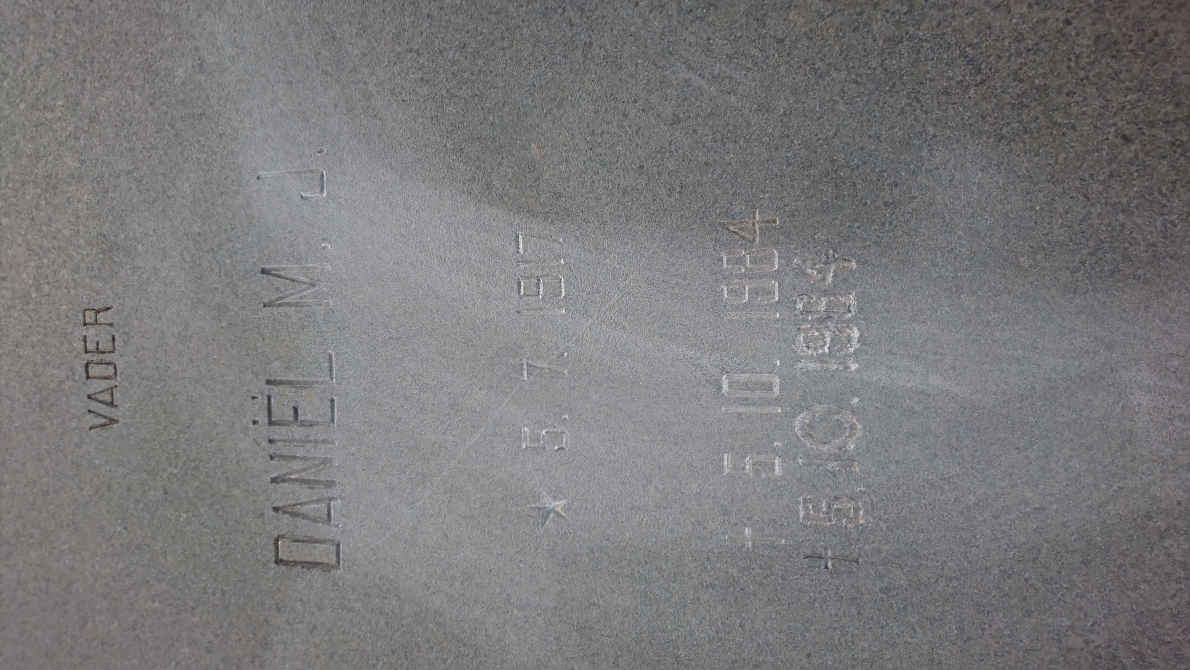 VADER
DANIËL M. J.
★ 5. 7. 1917
† 5. 10. 1984
† 5. 10. 1984